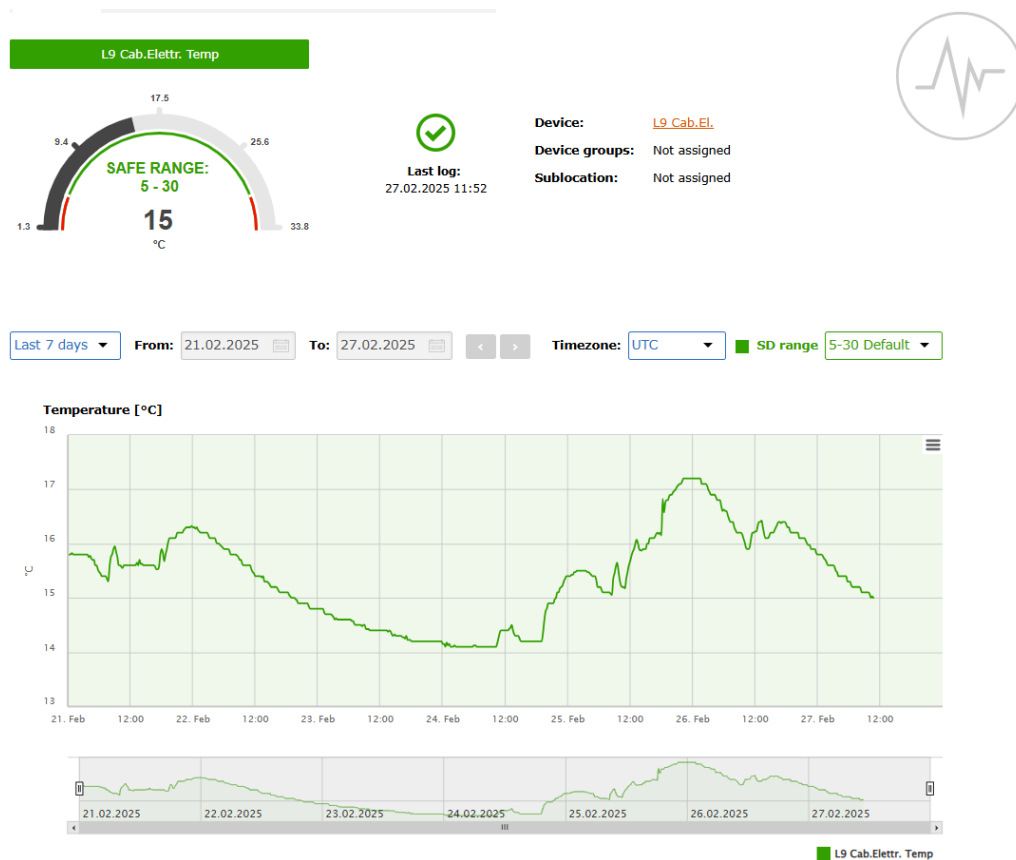 L9 Cab.Elettr. Temp
17.5
9.4
25.6
SAFE RANGE:
5 - 30
15
°C
1.3
33.8
Last log:
27.02.2025 11:52
Device: L9 Cab.El.
Device groups: Not assigned
Sublocation: Not assigned
Last 7 days From: 21.02.2025 To: 27.02.2025 ‹ › Timezone: UTC SD range 5-30 Default
Temperature [°C]
18
17
16
°C
15
14
13
21. Feb 12:00 22. Feb 12:00 23. Feb 12:00 24. Feb 12:00 25. Feb 12:00 26. Feb 12:00 27. Feb 12:00
21.02.2025 22.02.2025 23.02.2025 24.02.2025 25.02.2025 26.02.2025 27.02.2025
L9 Cab.Elettr. Temp